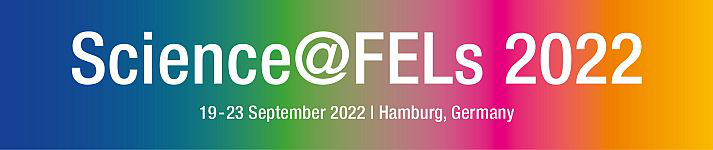 Science@FELs 2022
19-23 September 2022 | Hamburg, Germany